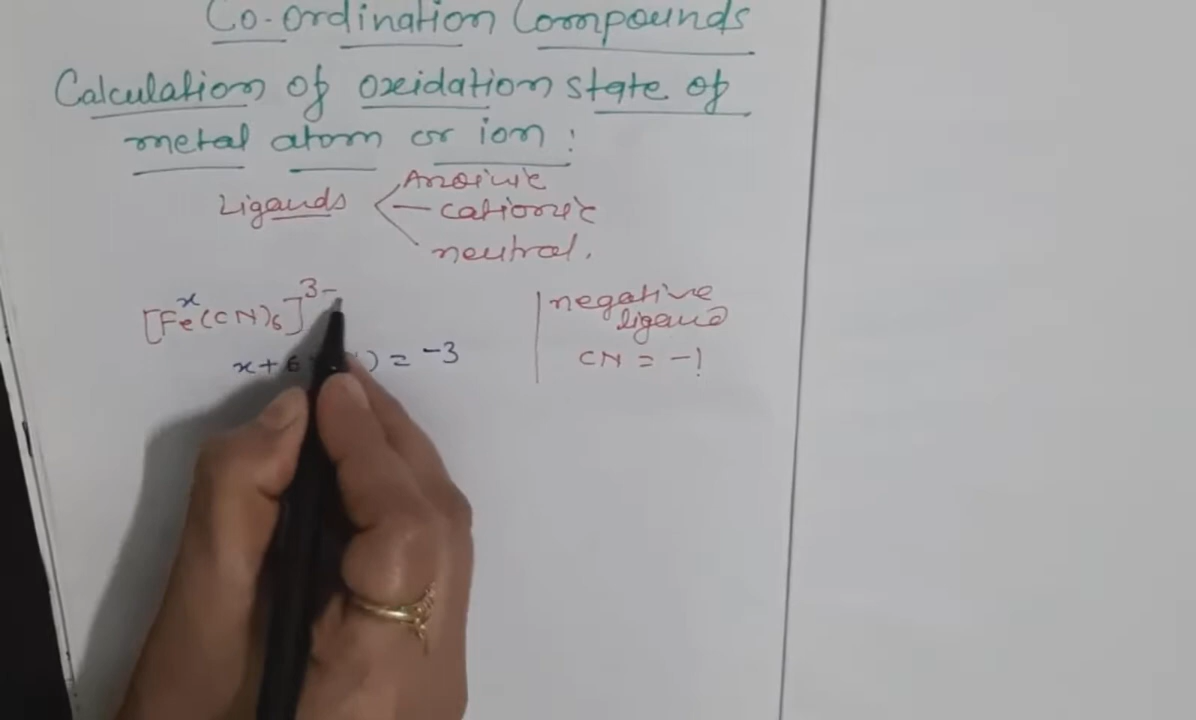 Co-ordination Compounds
Calculation of oxidation state of
metal atom or ion :
Ligands
Anoinic
cationic
neutral.
[Fe(CN)6]3-
x
x+6 ) = -3
negative
ligand
CN = -1